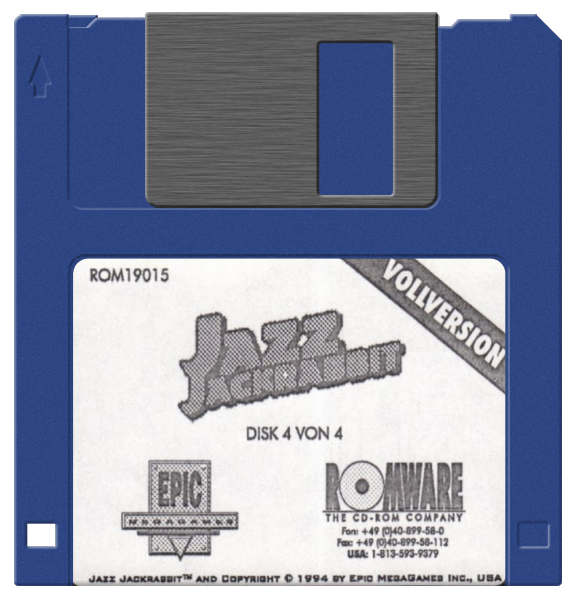 ROM19015
VOLLVERSION
JAZZ
JACKRABBIT
DISK 4 VON 4
EPIC
MEGAGAMES
ROMWARE
THE CD-ROM COMPANY
Fon: +49 (0)40-899-58-0
Fax: +49 (0)40-899-58-112
USA: 1-813-593-9379
JAZZ JACKRABBIT™ AND COPYRIGHT © 1994 BY EPIC MEGAGAMES INC., USA